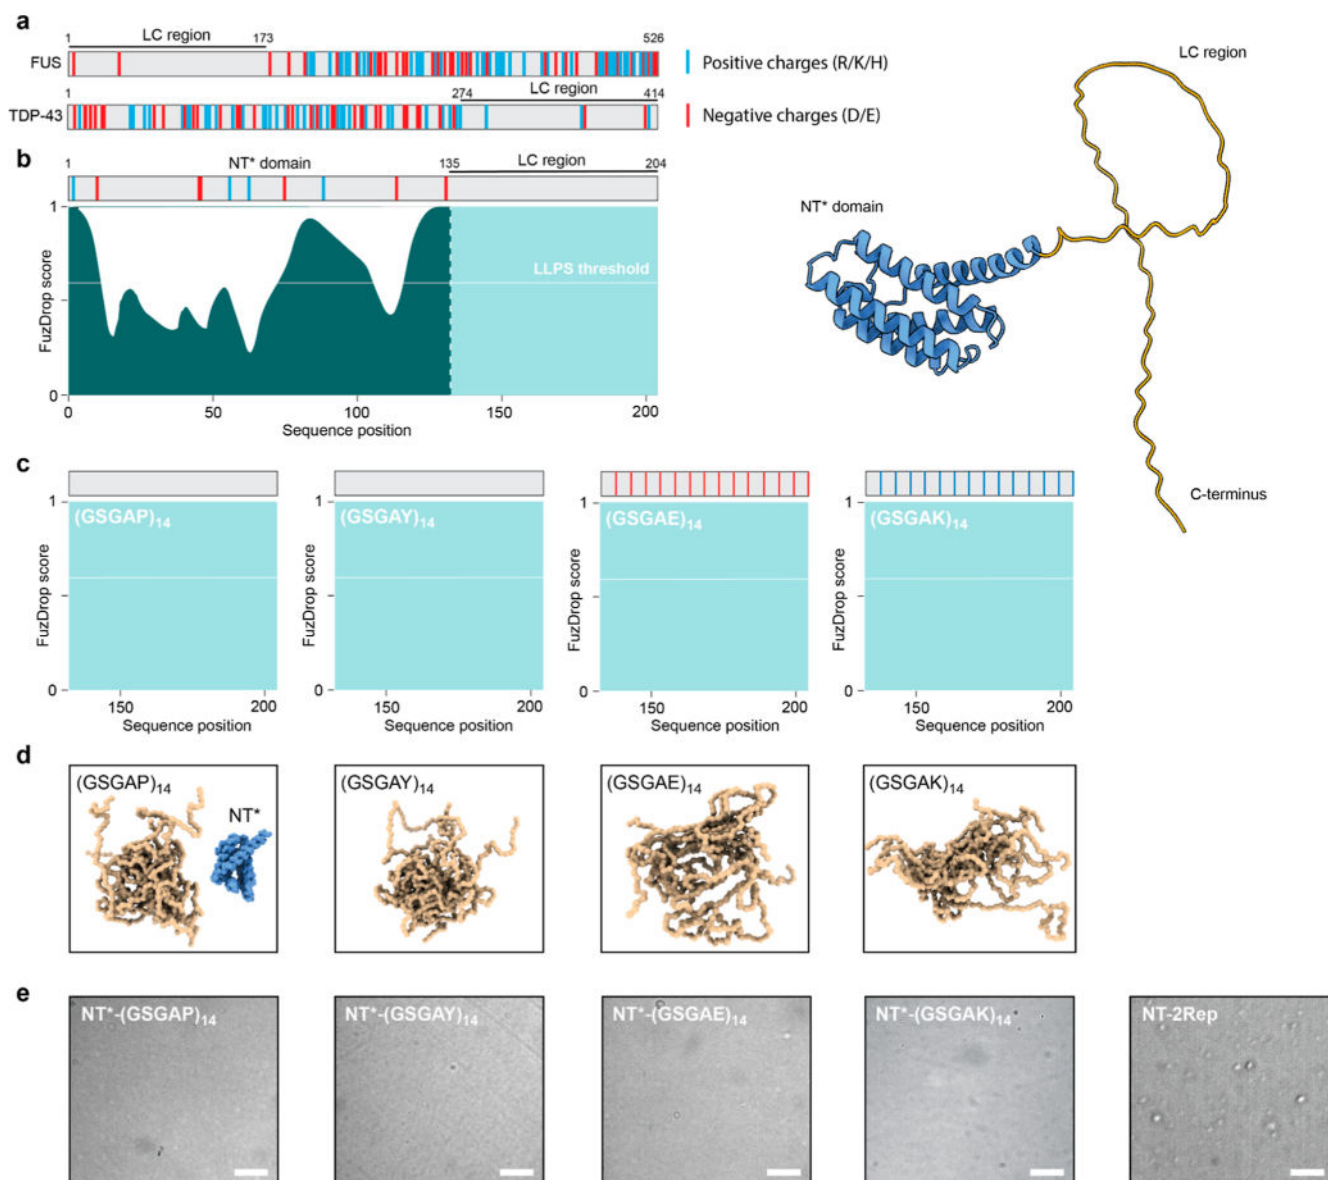 a
1
LC region
173
526
FUS
1
274
LC region
414
TDP-43
Positive charges (R/K/H)
Negative charges (D/E)
LC region
NT* domain
C-terminus
b
1
NT* domain
135
LC region
204
1
LLPS threshold
FuzDrop score
0
0
50
100
150
200
Sequence position
c
1
(GSGAP)14
FuzDrop score
0
150
200
Sequence position
1
(GSGAY)14
FuzDrop score
0
150
200
Sequence position
1
(GSGAE)14
FuzDrop score
0
150
200
Sequence position
1
(GSGAK)14
FuzDrop score
0
150
200
Sequence position
d
(GSGAP)14
NT*
(GSGAY)14
(GSGAE)14
(GSGAK)14
e
NT*-(GSGAP)14
NT*-(GSGAY)14
NT*-(GSGAE)14
NT*-(GSGAK)14
NT-2Rep